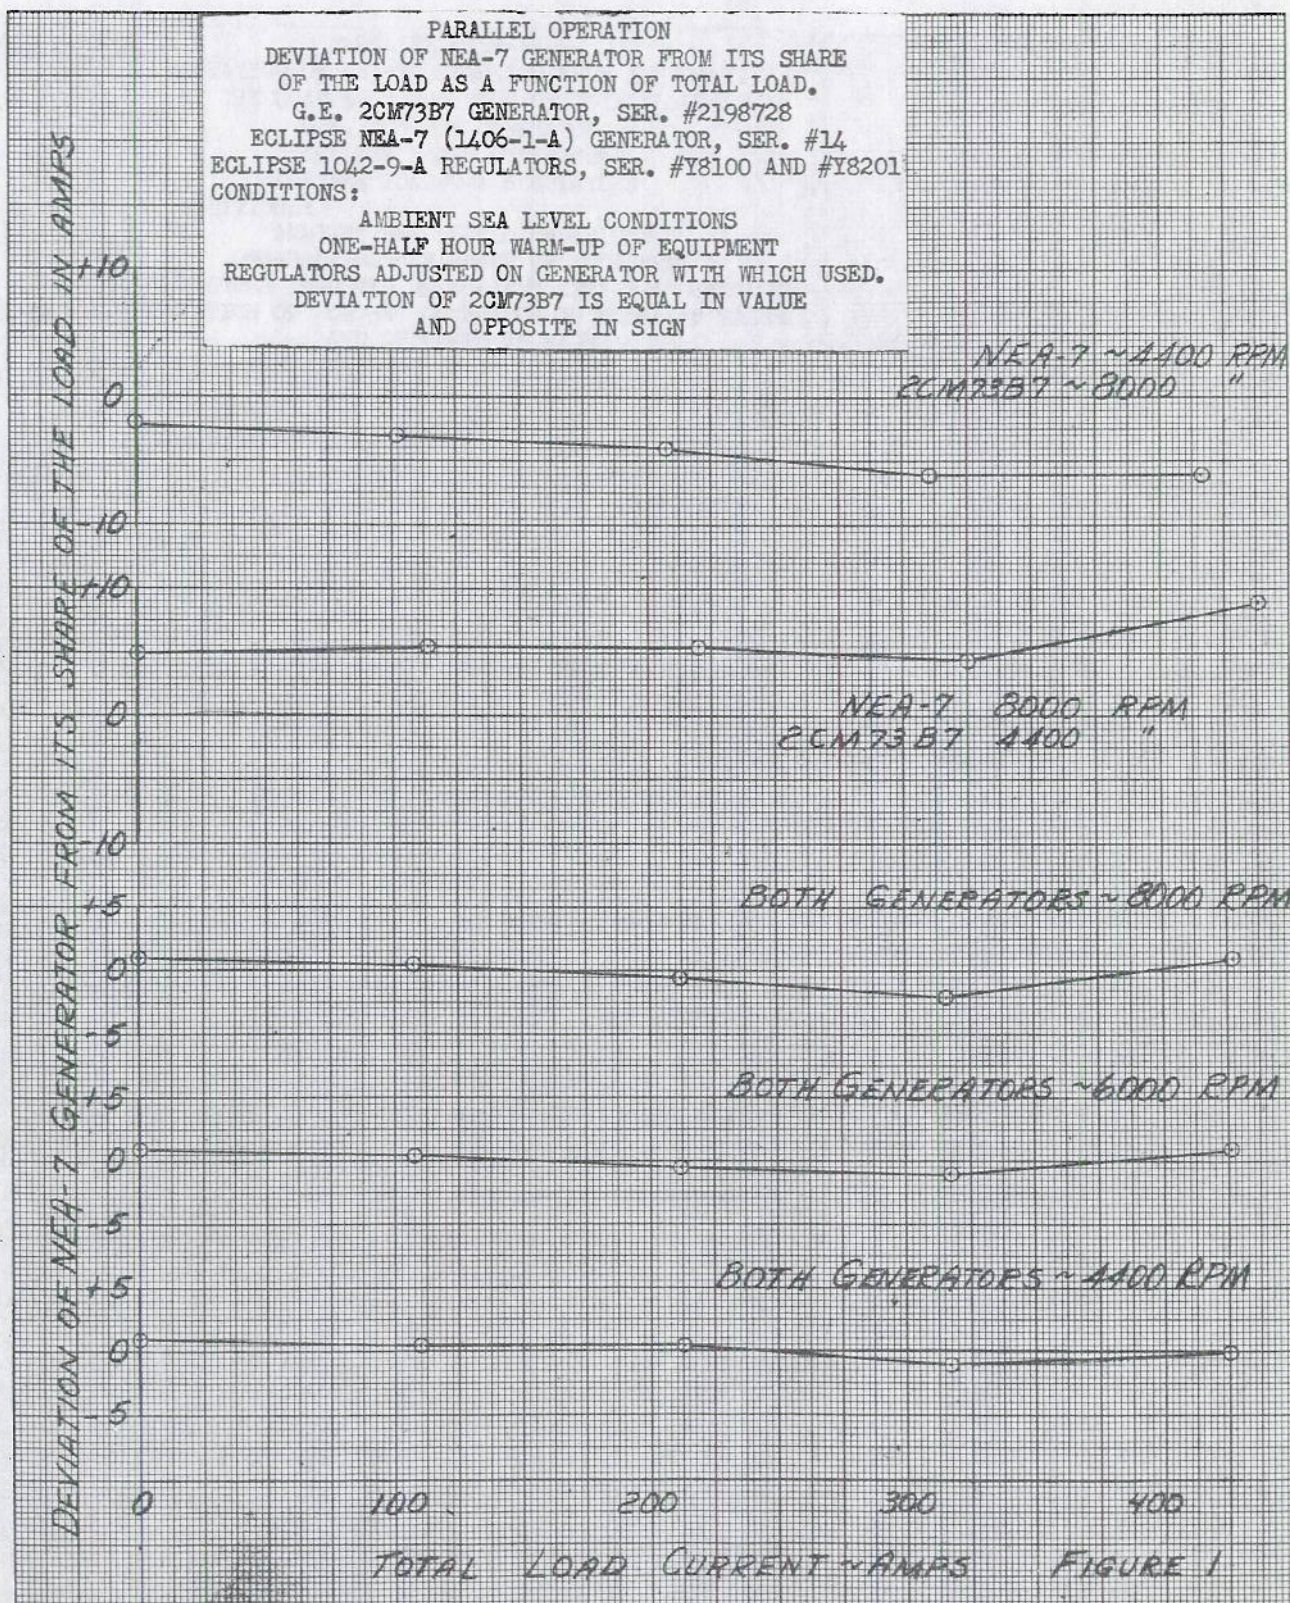 PARALLEL OPERATION
DEVIATION OF NEA-7 GENERATOR FROM ITS SHARE
OF THE LOAD AS A FUNCTION OF TOTAL LOAD.
G.E. 2CM73B7 GENERATOR, SER. #2198728
ECLIPSE NEA-7 (1406-1-A) GENERATOR, SER. #14
ECLIPSE 1042-9-A REGULATORS, SER. #Y8100 AND #Y8201
CONDITIONS:
AMBIENT SEA LEVEL CONDITIONS
ONE-HALF HOUR WARM-UP OF EQUIPMENT
REGULATORS ADJUSTED ON GENERATOR WITH WHICH USED.
DEVIATION OF 2CM73B7 IS EQUAL IN VALUE
AND OPPOSITE IN SIGN
DEVIATION OF NEA-7 GENERATOR FROM ITS SHARE OF THE LOAD IN AMPS
+10
0
-10
NEA-7 ~ 4400 RPM
2CM73B7 ~ 8000 "
+10
0
-10
NEA-7 8000 RPM
2CM73B7 4400 "
+5
0
-5
BOTH GENERATORS ~ 8000 RPM
+5
0
-5
BOTH GENERATORS ~ 6000 RPM
+5
0
-5
BOTH GENERATORS ~ 4400 RPM
0 100 200 300 400
TOTAL LOAD CURRENT ~ AMPS FIGURE 1